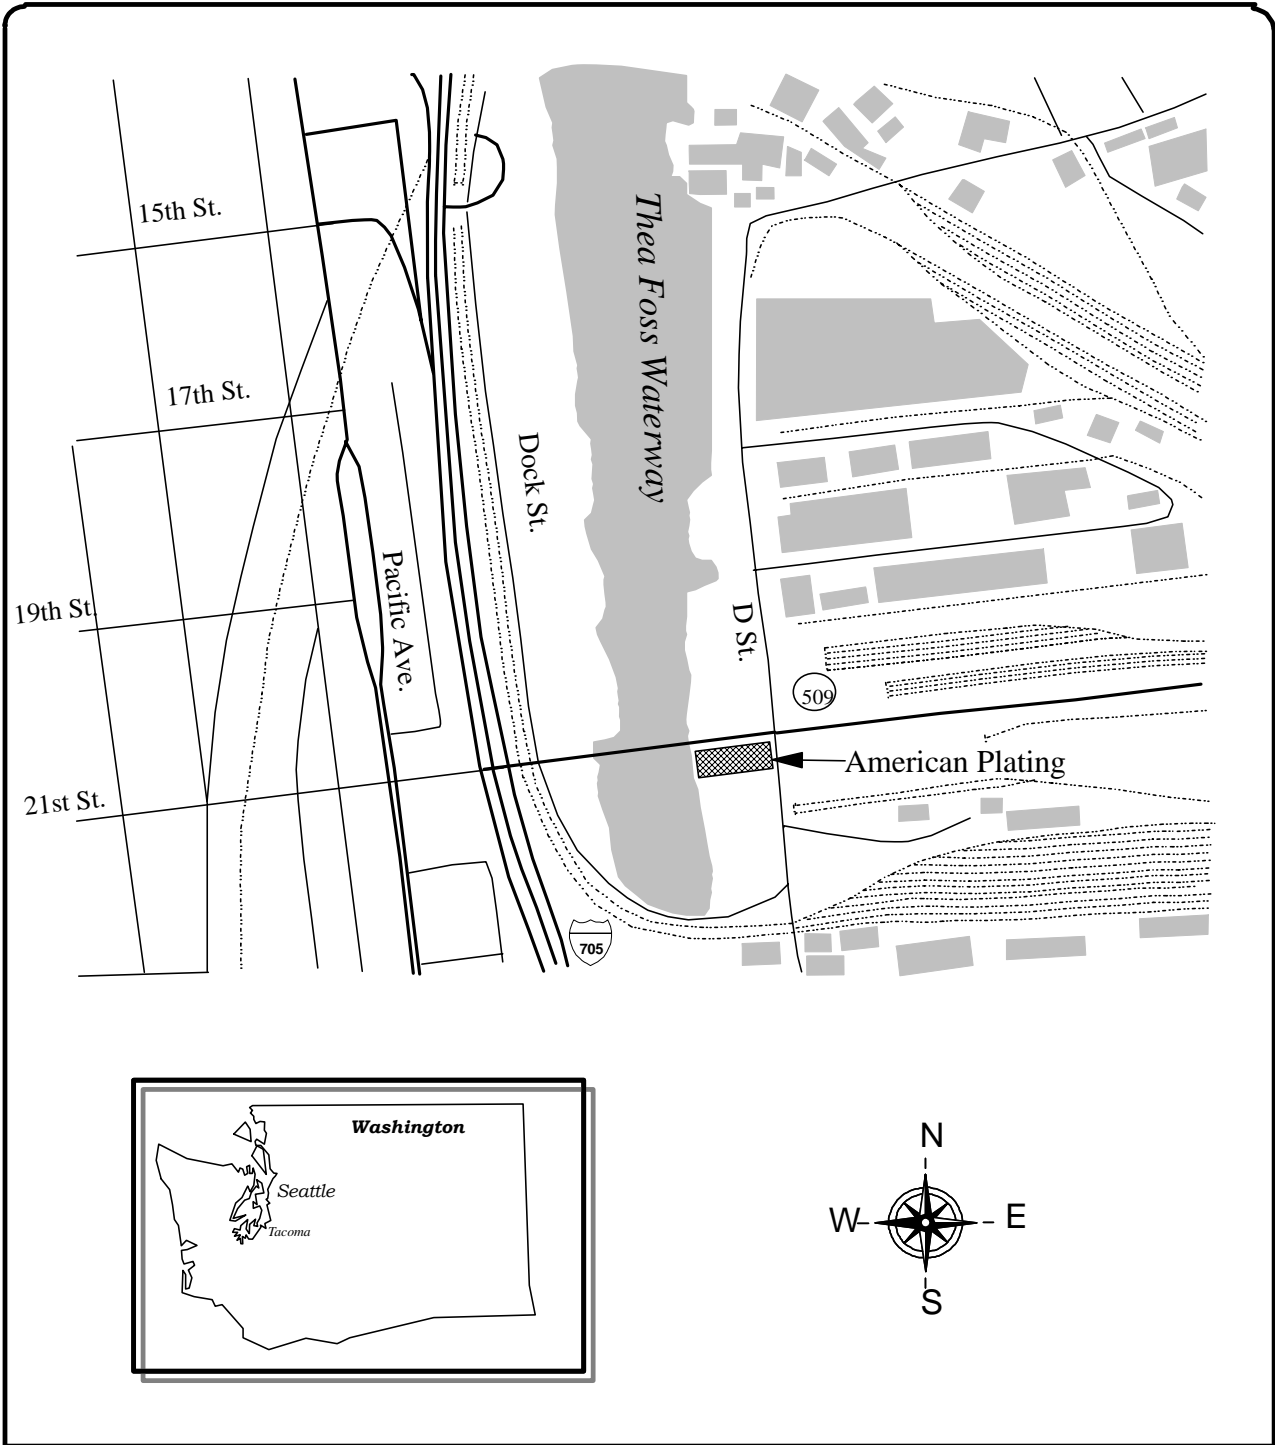 15th St.
Thea Foss Waterway
17th St.
Dock St.
Pacific Ave.
19th St.
D St.
509
American Plating
21st St.
705
Washington
Seattle
Tacoma
N
W
E
S